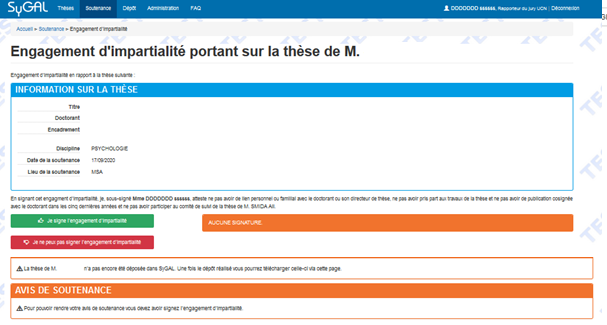 SyGAL Thèses Soutenance Dépôt Administration FAQ DDDDDDD ssssss, Rapporteur du jury UCN | Déconnexion
Accueil » Soutenance » Engagement d'impartialité
Engagement d'impartialité portant sur la thèse de M.
Engagement d'impartialité en rapport à la thèse suivante :
INFORMATION SUR LA THÈSE
Titre
Doctorant
Encadrement
Discipline PSYCHOLOGIE
Date de la soutenance 17/09/2020
Lieu de la soutenance MSA
En signant cet engagement d'impartialité, je, sous-signé Mme DDDDDDD ssssss, atteste ne pas avoir de lien personnel ou familial avec le doctorant ou son directeur de thèse, ne pas avoir pris part aux travaux de la thèse et ne pas avoir de publication cosignée
avec le doctorant dans les cinq dernières années et ne pas avoir participer au comité de suivi de la thèse de M. SMIDA Ali.
Je signe l'engagement d'impartialité
AUCUNE SIGNATURE.
Je ne peux pas signer l'engagement d'impartialité
La thèse de M. n'a pas encore été déposée dans SyGAL. Une fois le dépôt réalisé vous pourrez télécharger celle-ci via cette page.
AVIS DE SOUTENANCE
Pour pouvoir rendre votre avis de soutenance vous devez avoir signez l'engagement d'impartialité.